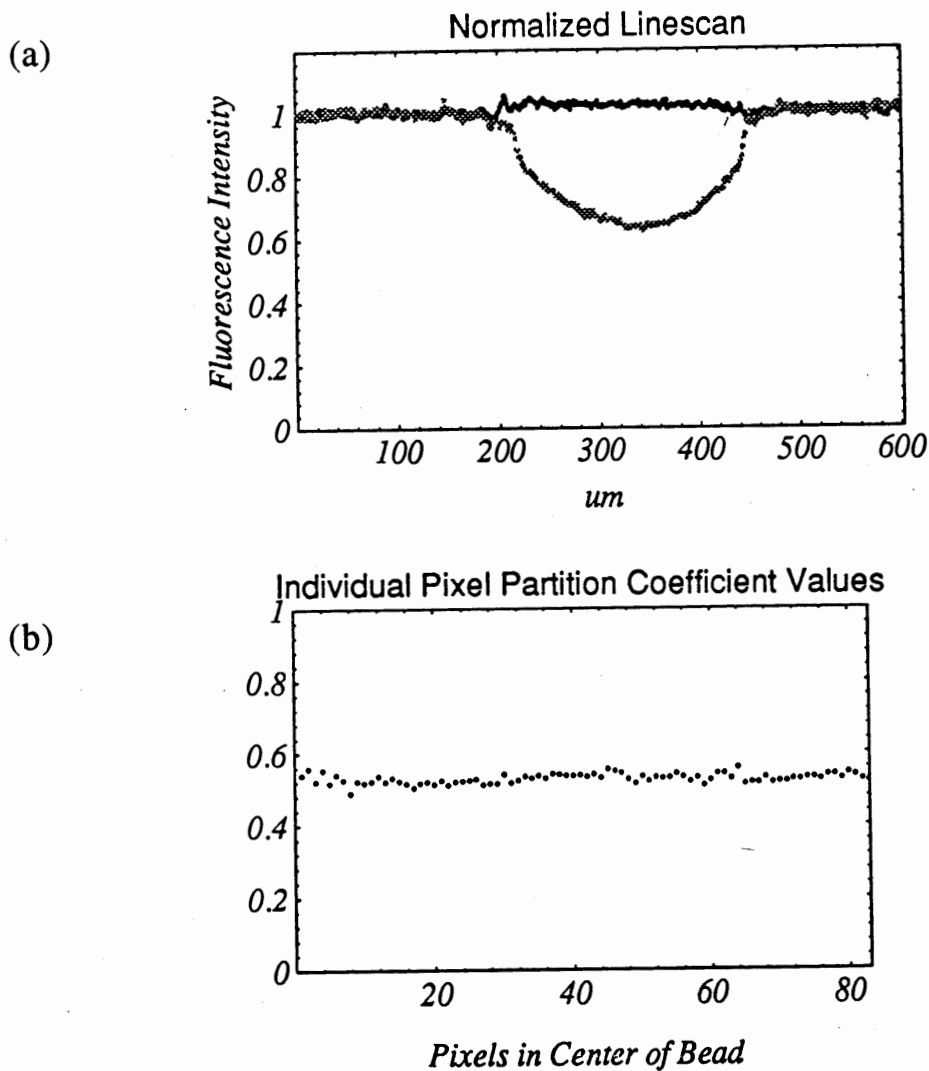 (a)
Normalized Linescan
Fluorescence Intensity
1
0.8
0.6
0.4
0.2
0
100 200 300 400 500 600
um
(b)
Individual Pixel Partition Coefficient Values
1
0.8
0.6
0.4
0.2
0
20 40 60 80
Pixels in Center of Bead